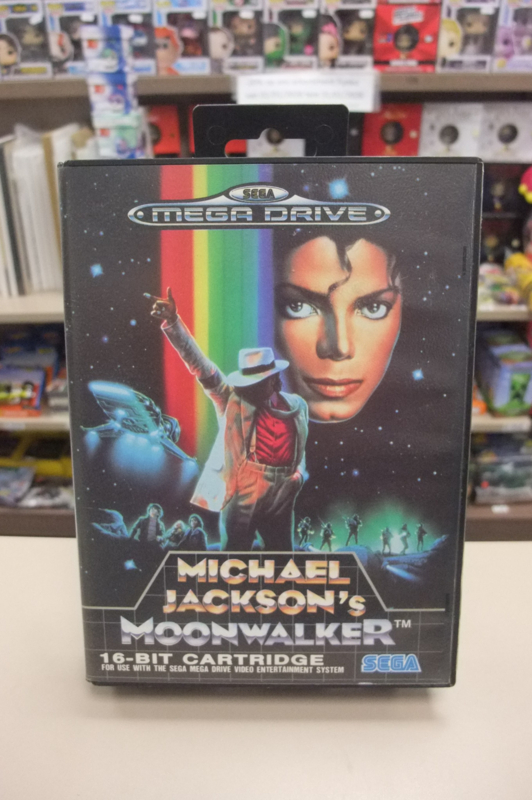 SEGA
MEGA DRIVE
MICHAEL
JACKSON's
MOONWALKER™
16-BIT CARTRIDGE
FOR USE WITH THE SEGA MEGA DRIVE VIDEO ENTERTAINMENT SYSTEM
SEGA